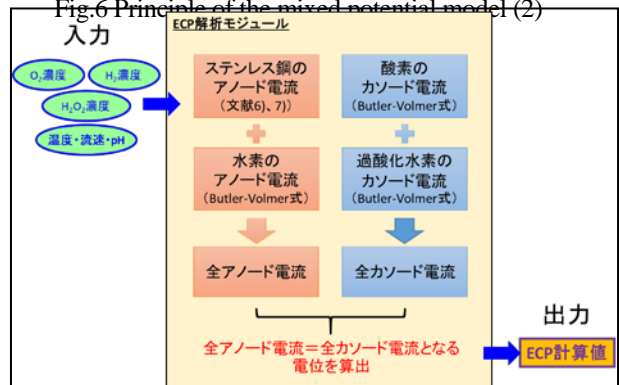 Fig.6 Principle of the mixed potential model (2)
入力
O₂濃度
H₂濃度
H₂O₂濃度
温度・流速・pH
ECP解析モジュール
ステンレス鋼の
アノード電流
(文献6)、7))
酸素の
カソード電流
(Butler-Volmer式)
+
+
水素の
アノード電流
(Butler-Volmer式)
過酸化水素の
カソード電流
(Butler-Volmer式)
全アノード電流
全カソード電流
全アノード電流=全カソード電流となる
電位を算出
出力
ECP計算値